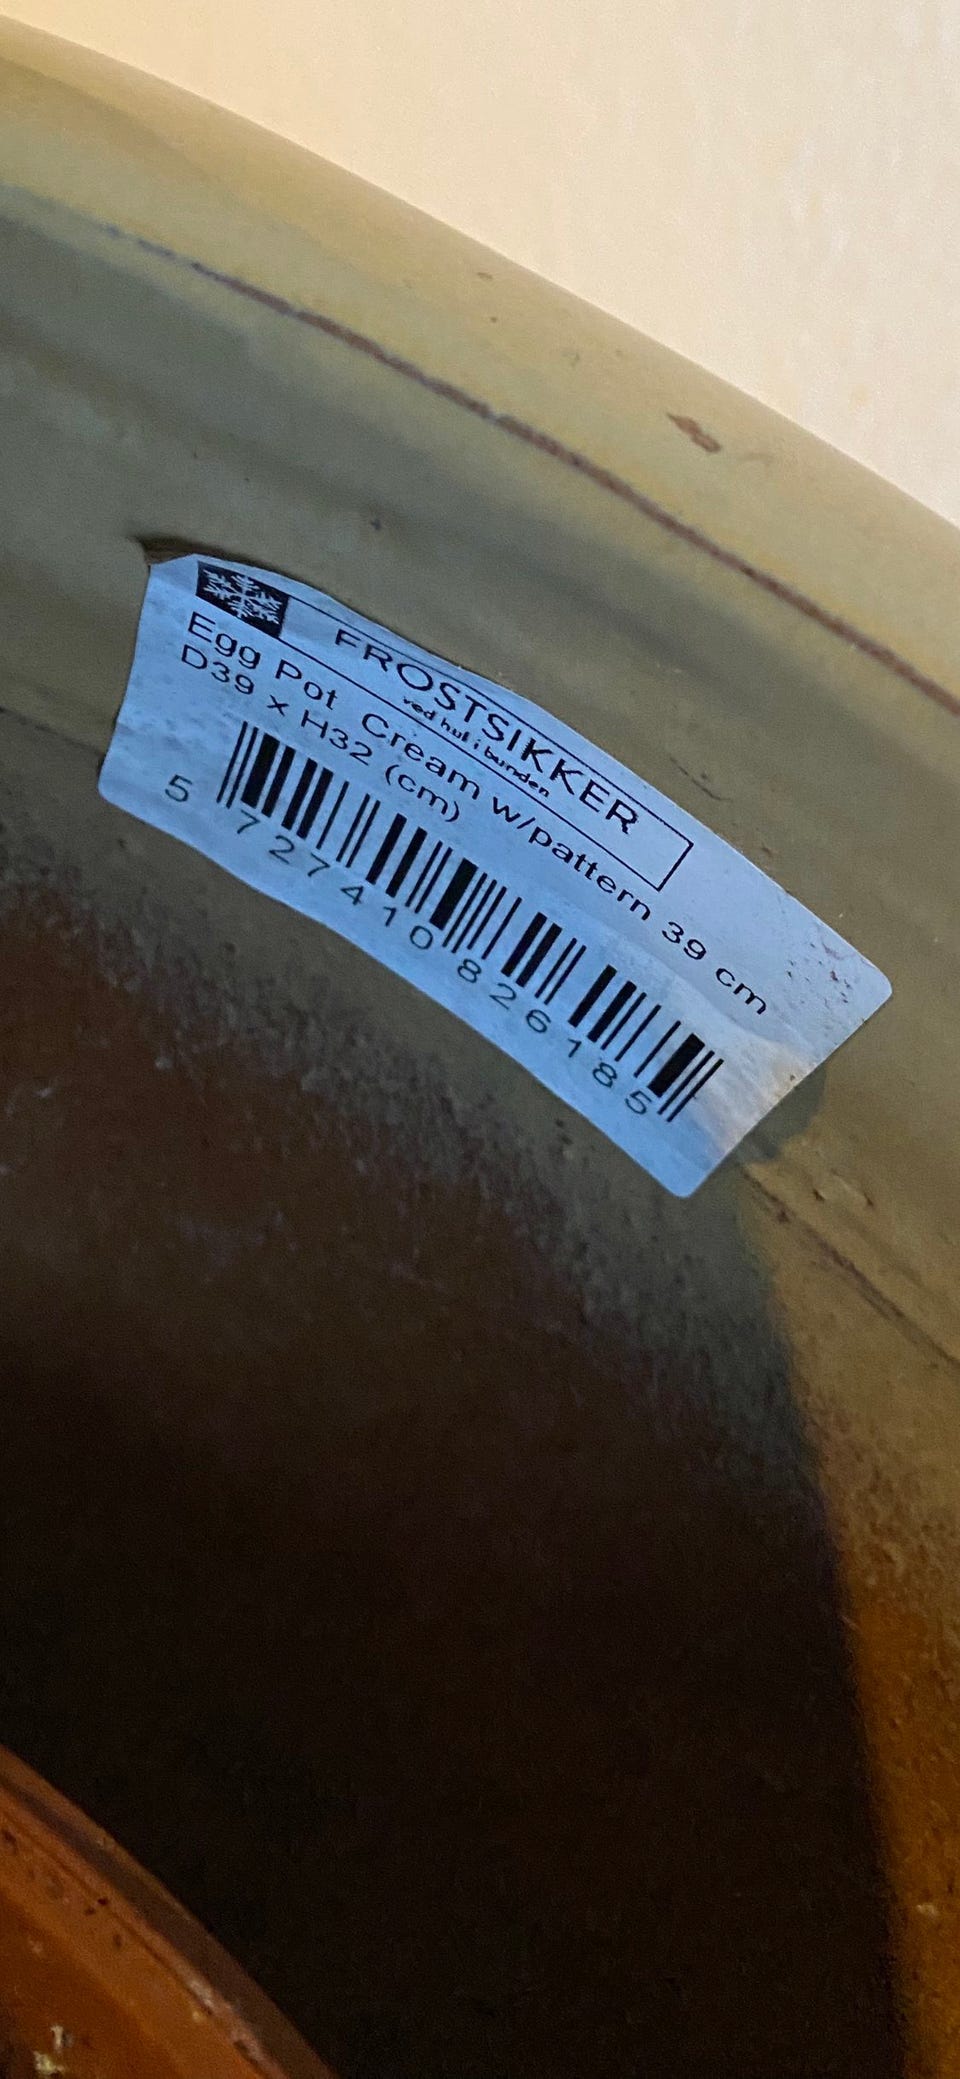 FROSTSIKKER
ved hul i bunden
Egg Pot Cream w/pattern 39 cm
D39 x H32 (cm)
5 727410 826185